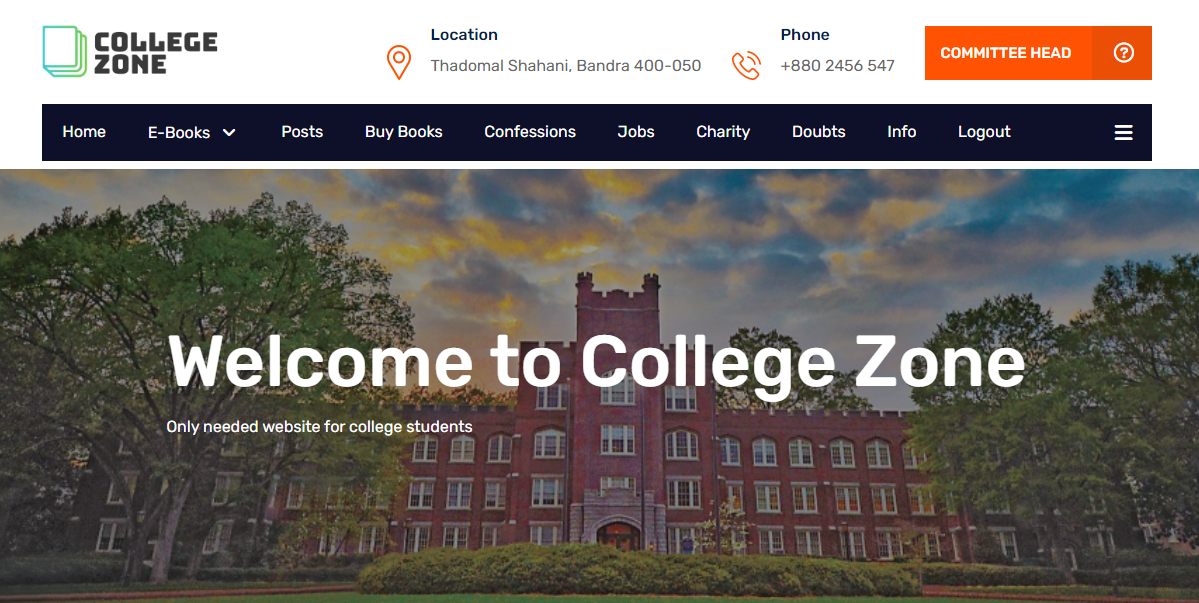 COLLEGE
ZONE
Location
Thadomal Shahani, Bandra 400-050
Phone
+880 2456 547
COMMITTEE HEAD
Home E-Books Posts Buy Books Confessions Jobs Charity Doubts Info Logout
Welcome to College Zone
Only needed website for college students